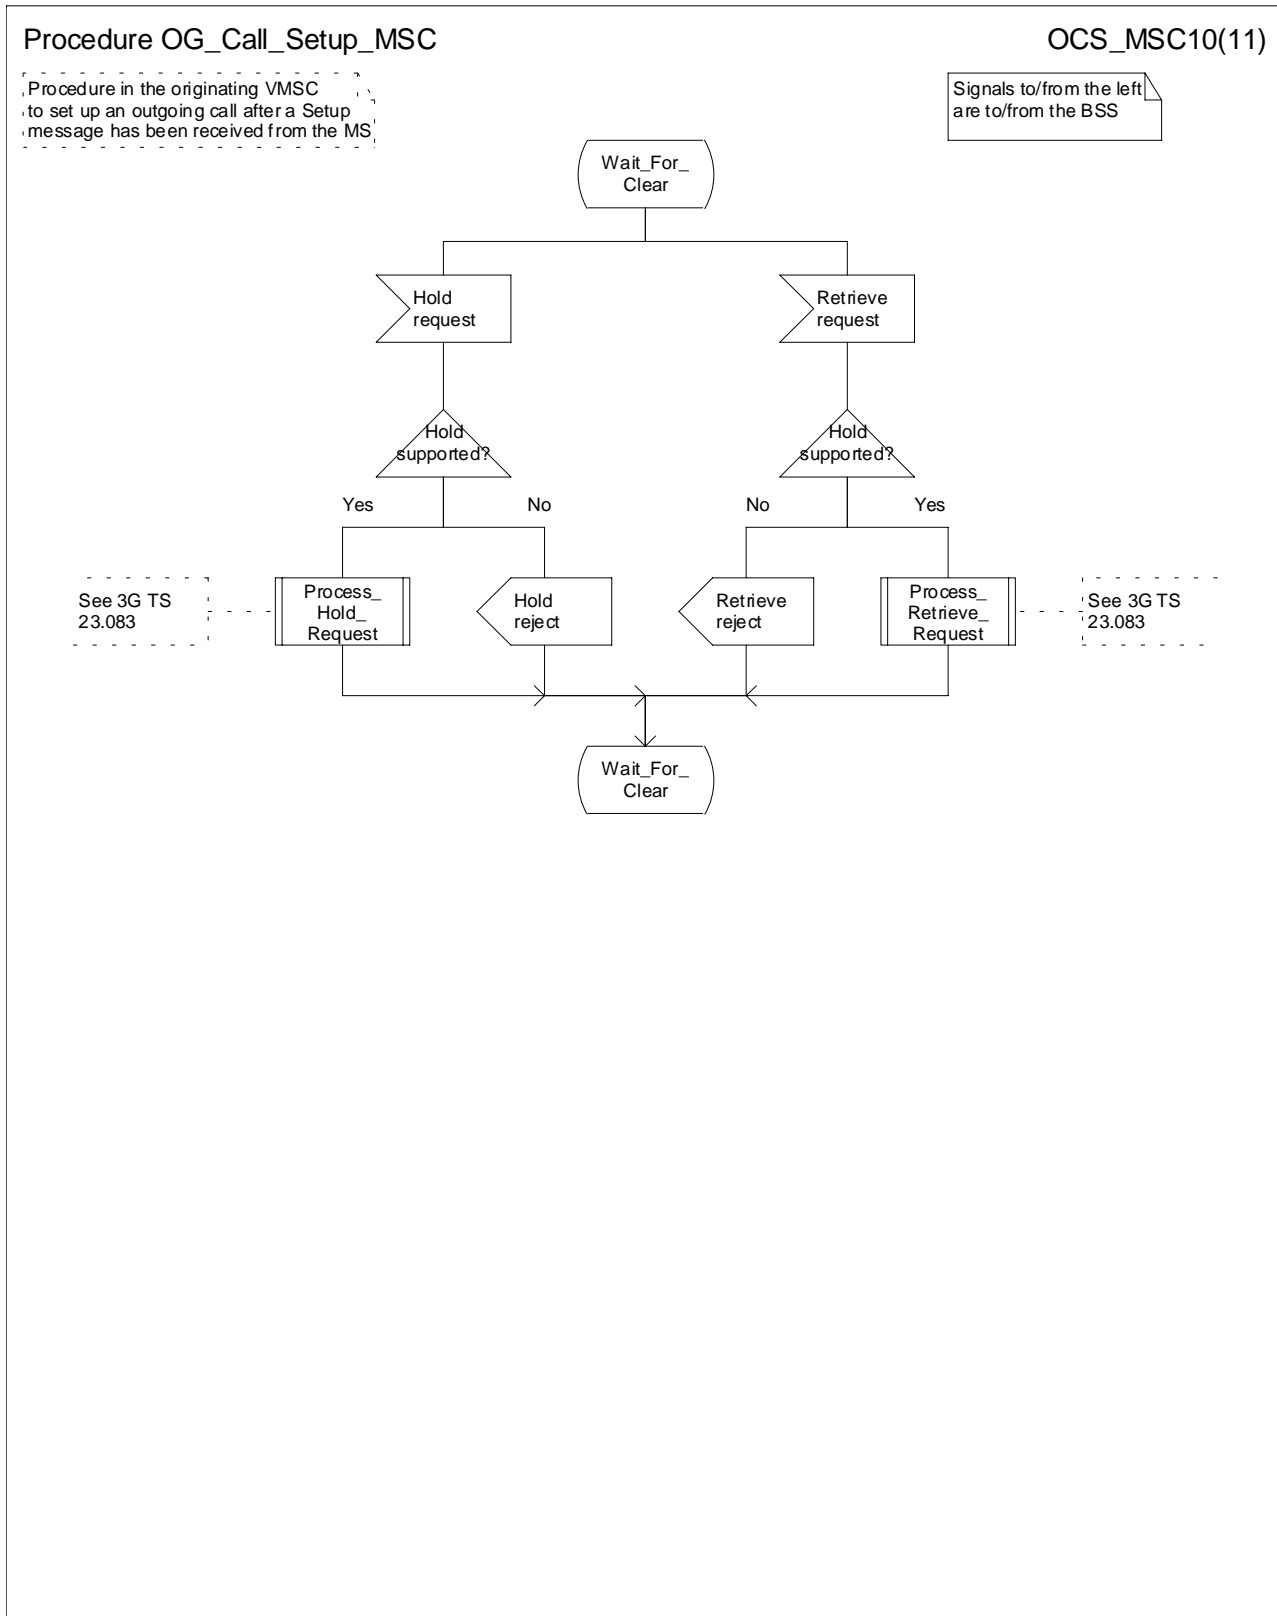 Procedure OG_Call_Setup_MSC
OCS_MSC10(11)
Procedure in the originating VMSC
to set up an outgoing call after a Setup
message has been received from the MS
Signals to/from the left
are to/from the BSS
Wait_For_
Clear
Hold
request
Retrieve
request
Hold
supported?
Hold
supported?
Yes
No
No
Yes
See 3G TS
23.083
Process_
Hold_
Request
Hold
reject
Retrieve
reject
Process_
Retrieve_
Request
See 3G TS
23.083
Wait_For_
Clear